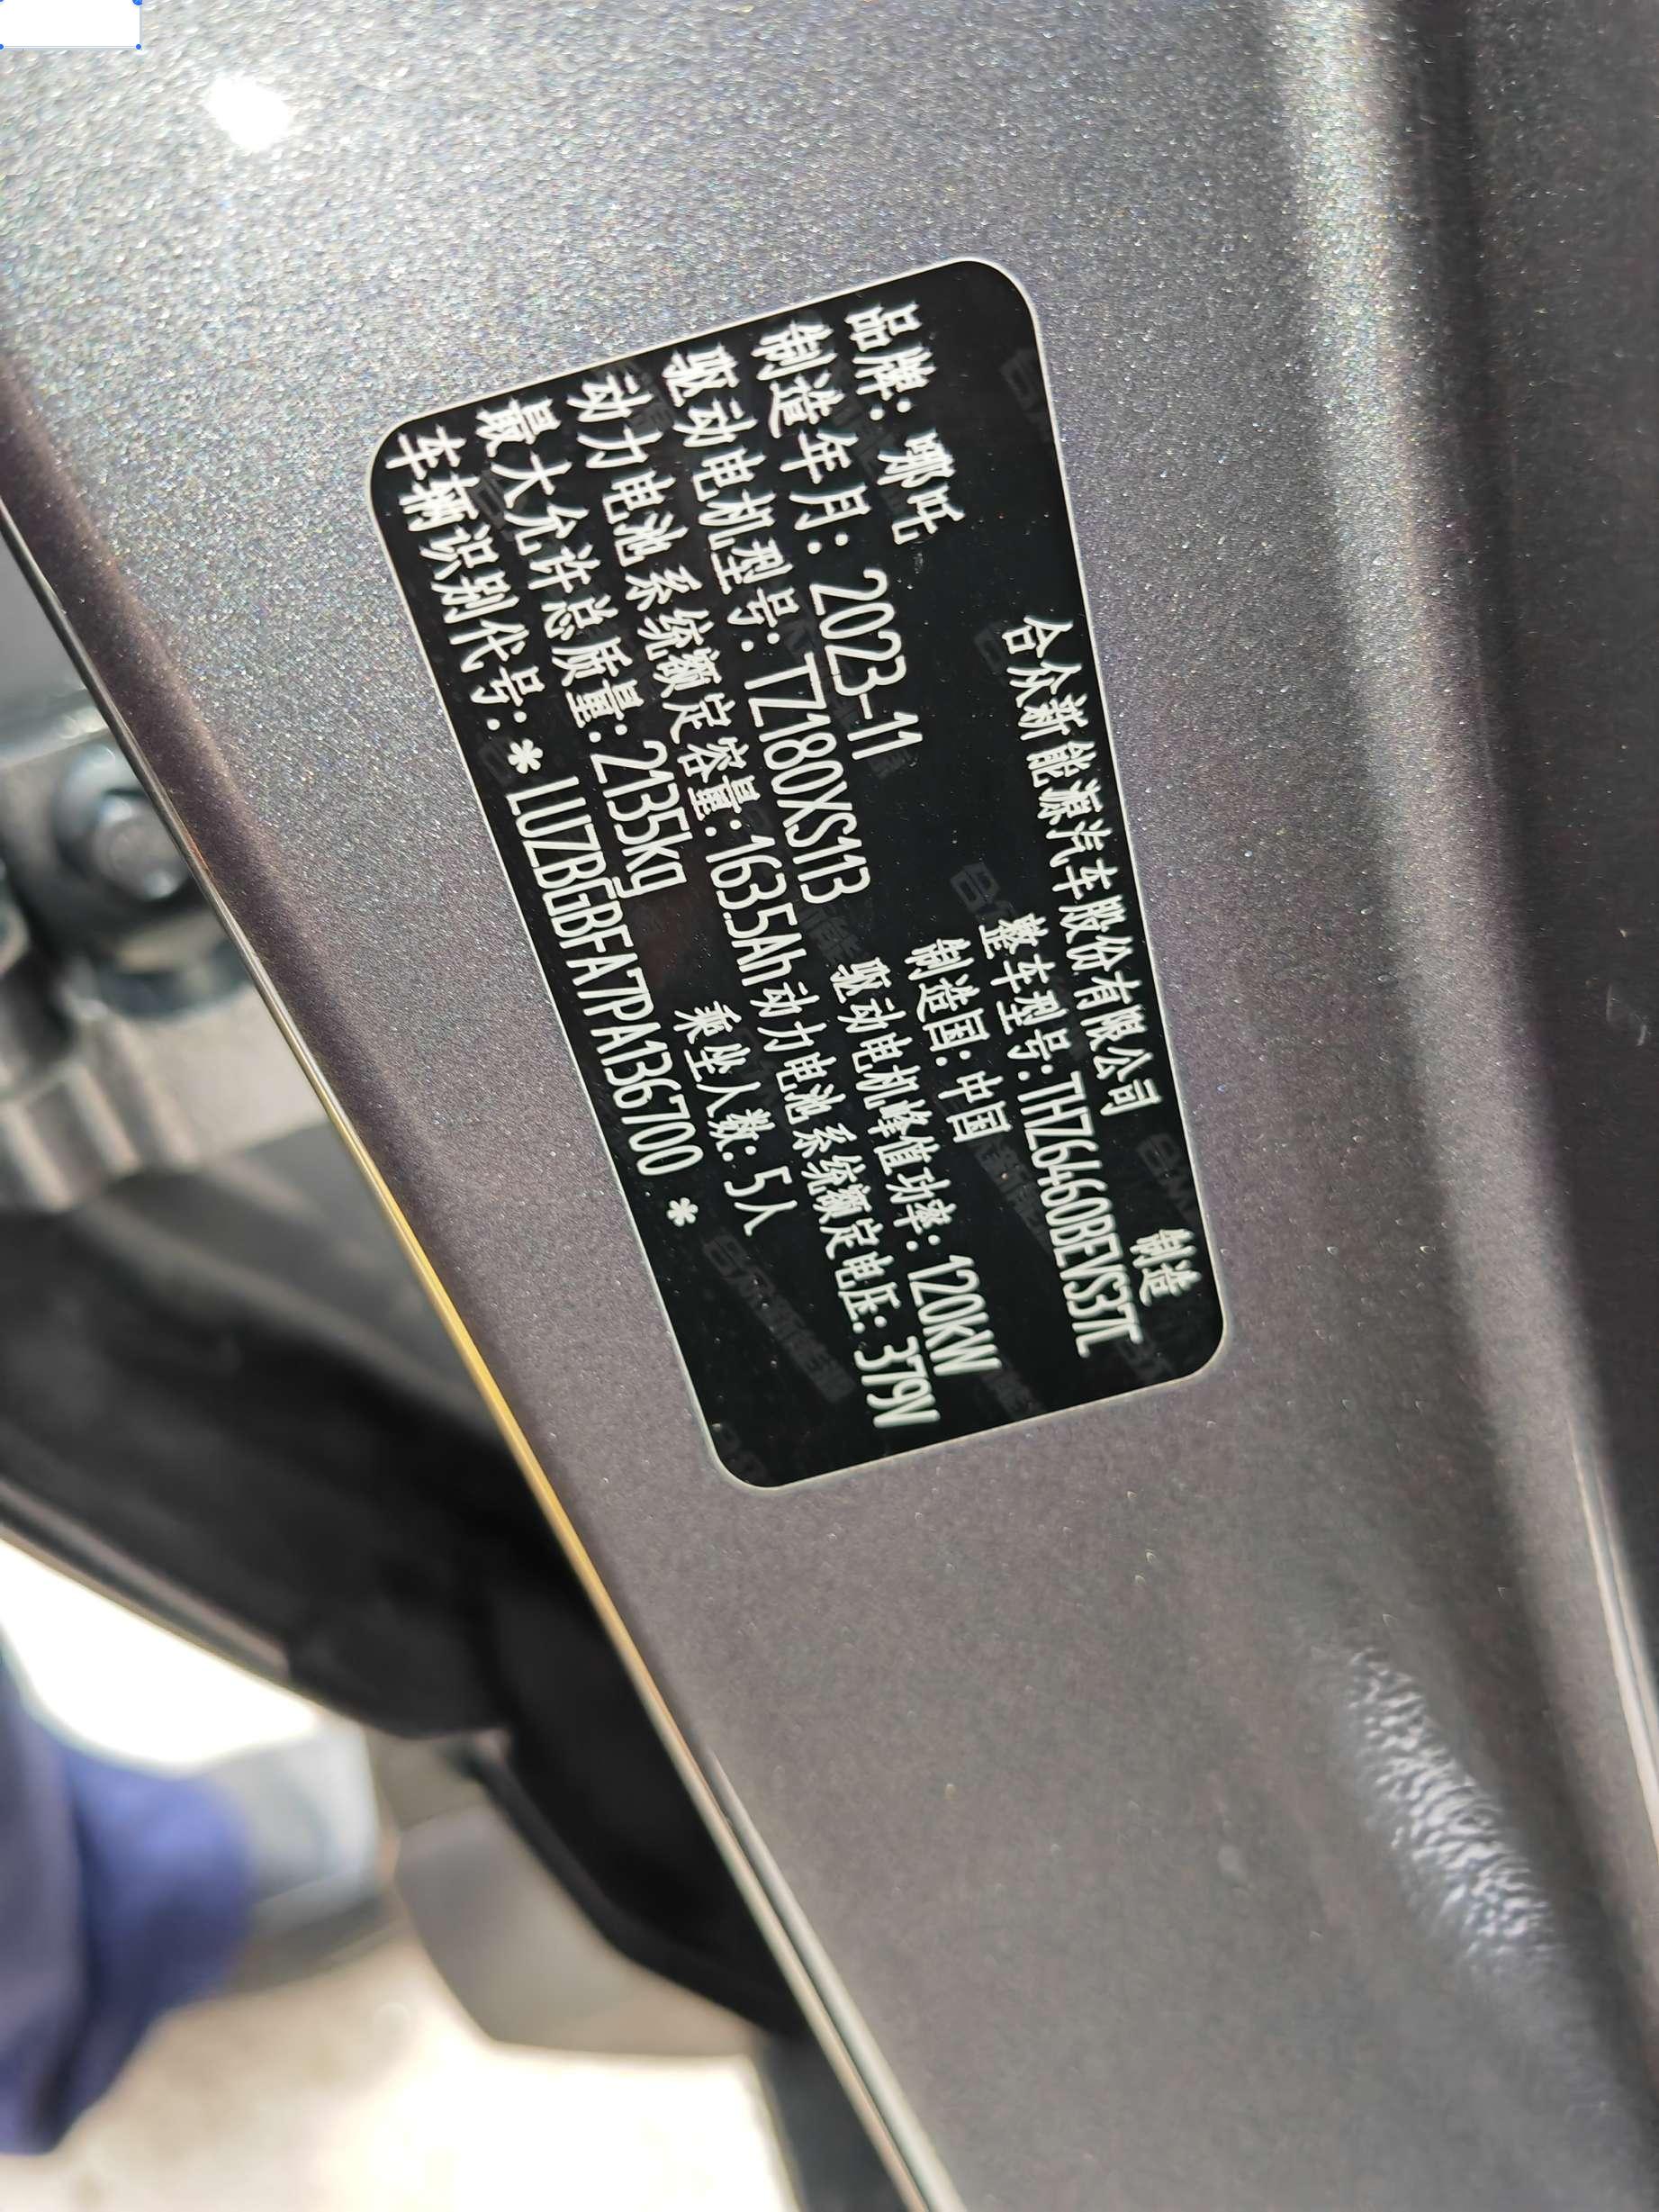 合众新能源汽车股份有限公司 制造
品牌:哪吒 整车型号:THZ6460BEVS37C
制造年月:2023-11 制造国:中国
驱动电机型号:TZ180XS113 驱动电机峰值功率:120kW
动力电池系统额定容量:163.5Ah 动力电池系统额定电压:379V
最大允许总质量:2135kg 乘坐人数:5人
车辆识别代号:* LUZBGBFA7PA136700 *